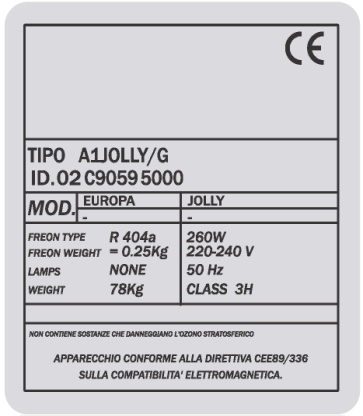 CE
TIPO A1JOLLY/G
ID.02 C90595000
MOD. EUROPA JOLLY
- -
FREON TYPE R 404a 260W
FREON WEIGHT = 0.25Kg 220-240 V
LAMPS NONE 50 Hz
WEIGHT 78Kg CLASS 3H
NON CONTIENE SOSTANZE CHE DANNEGGIANO L'OZONO STRATOSFERICO
APPARECCHIO CONFORME ALLA DIRETTIVA CEE89/336
SULLA COMPATIBILITA' ELETTROMAGNETICA.